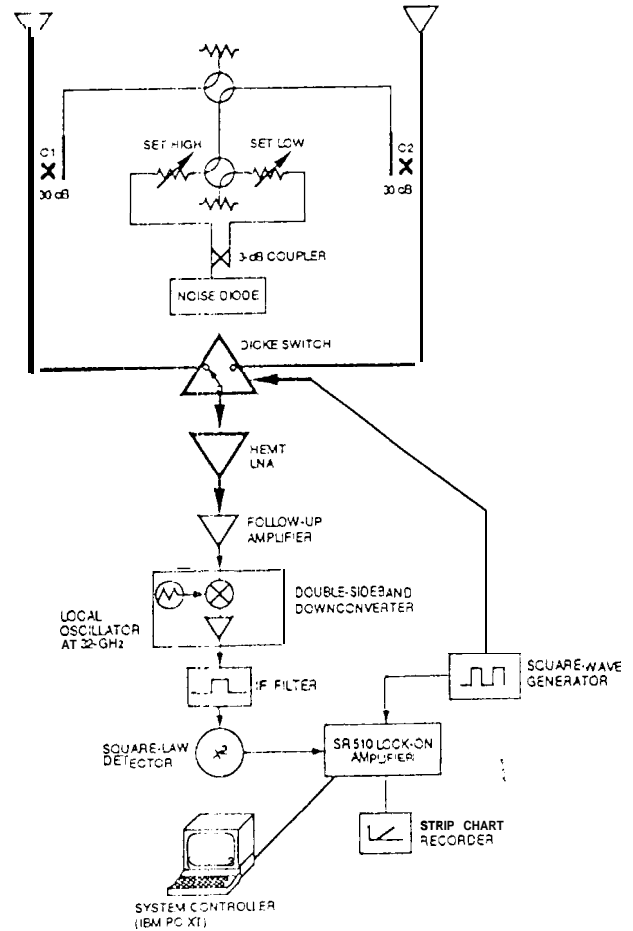 C1
30 dB
SET HIGH
SET LOW
C2
30 dB
3-dB COUPLER
NOISE DIODE
DICKE SWITCH
HEMT
LNA
FOLLOW-UP
AMPLIFIER
DOUBLE-SIDEBAND
DOWNCONVERTER
LOCAL
OSCILLATOR
AT 32-GHz
IF FILTER
SQUARE-WAVE
GENERATOR
SQUARE-LAW
DETECTOR
x²
SR510 LOCK-ON
AMPLIFIER
STRIP CHART
RECORDER
SYSTEM CONTROLLER
(IBM PC XT)